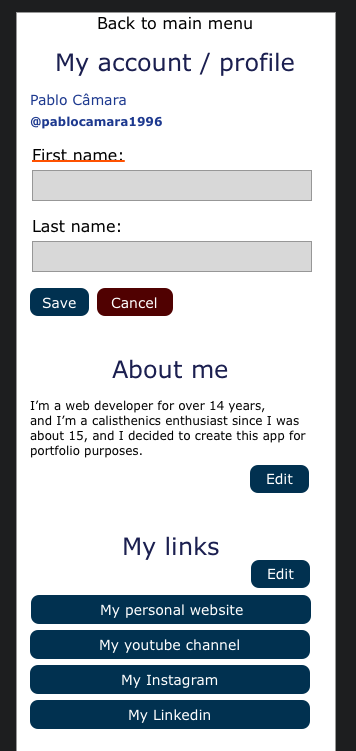 Back to main menu
My account / profile
Pablo Câmara
@pablocamara1996
First name:
Last name:
Save Cancel
About me
I’m a web developer for over 14 years,
and I’m a calisthenics enthusiast since I was
about 15, and I decided to create this app for
portfolio purposes.
Edit
My links
Edit
My personal website
My youtube channel
My Instagram
My Linkedin